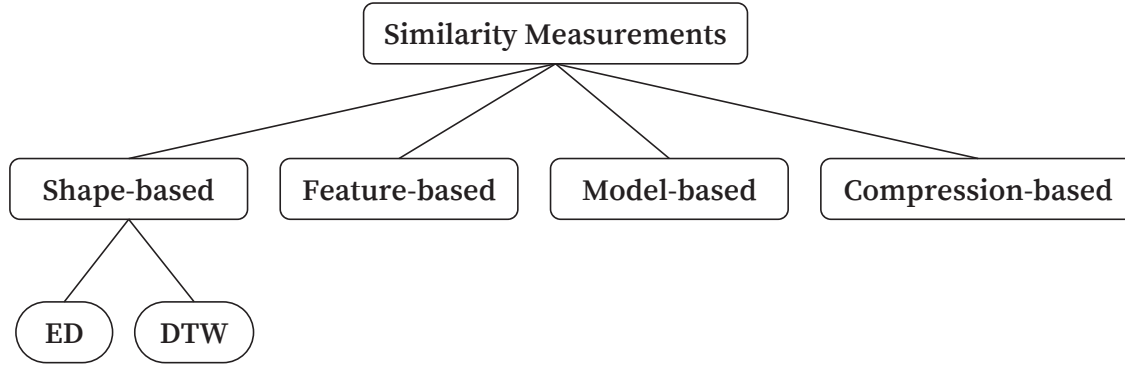 Similarity Measurements
Shape-based
Feature-based
Model-based
Compression-based
ED
DTW